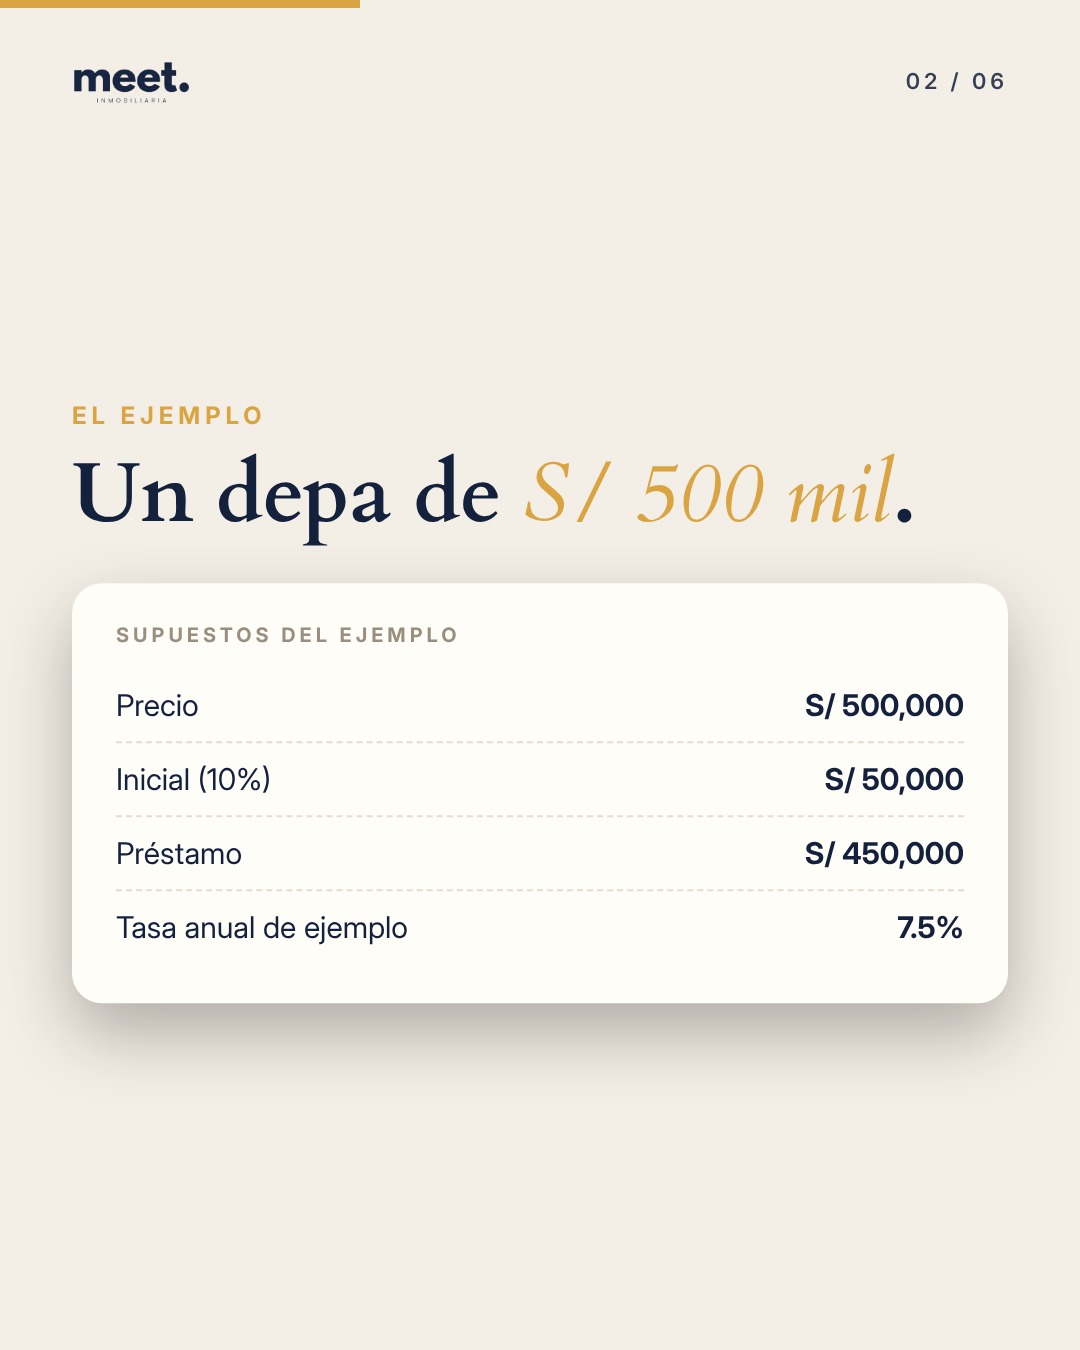 meet.
INMOBILIARIA
02 / 06
EL EJEMPLO
Un depa de S/ 500 mil.
SUPUESTOS DEL EJEMPLO
Precio S/ 500,000
Inicial (10%) S/ 50,000
Préstamo S/ 450,000
Tasa anual de ejemplo 7.5%